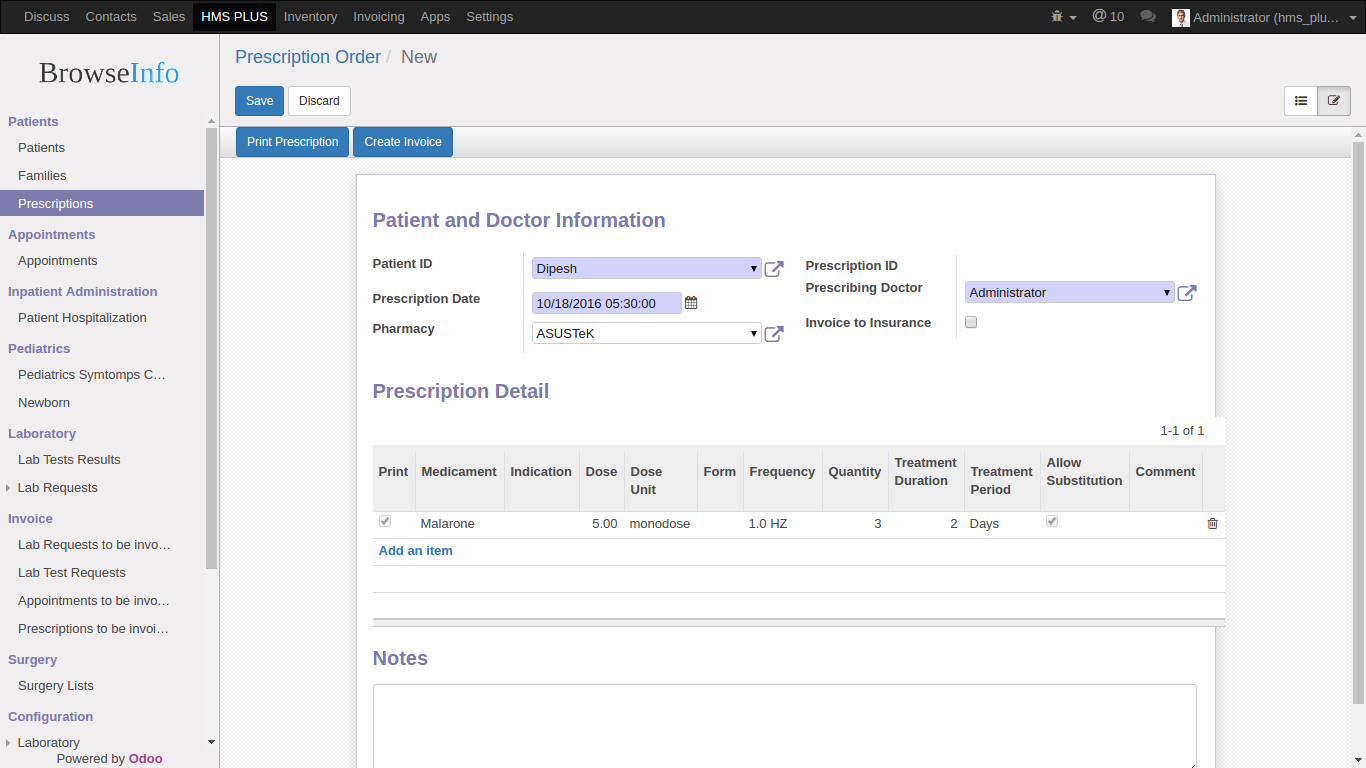 Discuss Contacts Sales HMS PLUS Inventory Invoicing Apps Settings @ 10 Administrator (hms_plu...
BrowseInfo
Patients
Patients
Families
Prescriptions
Appointments
Appointments
Inpatient Administration
Patient Hospitalization
Pediatrics
Pediatrics Symtomps C...
Newborn
Laboratory
Lab Tests Results
Lab Requests
Invoice
Lab Requests to be invo...
Lab Test Requests
Appointments to be invo...
Prescriptions to be invoi...
Surgery
Surgery Lists
Configuration
Laboratory
Powered by Odoo
Prescription Order / New
Save Discard
Print Prescription Create Invoice
Patient and Doctor Information
Patient ID Dipesh
Prescription Date 10/18/2016 05:30:00
Pharmacy ASUSTeK
Prescription ID
Prescribing Doctor Administrator
Invoice to Insurance
Prescription Detail
1-1 of 1
Print Medicament Indication Dose Dose Unit Form Frequency Quantity Treatment Duration Treatment Period Allow Substitution Comment
Malarone 5.00 monodose 1.0 HZ 3 2 Days
Add an item
Notes